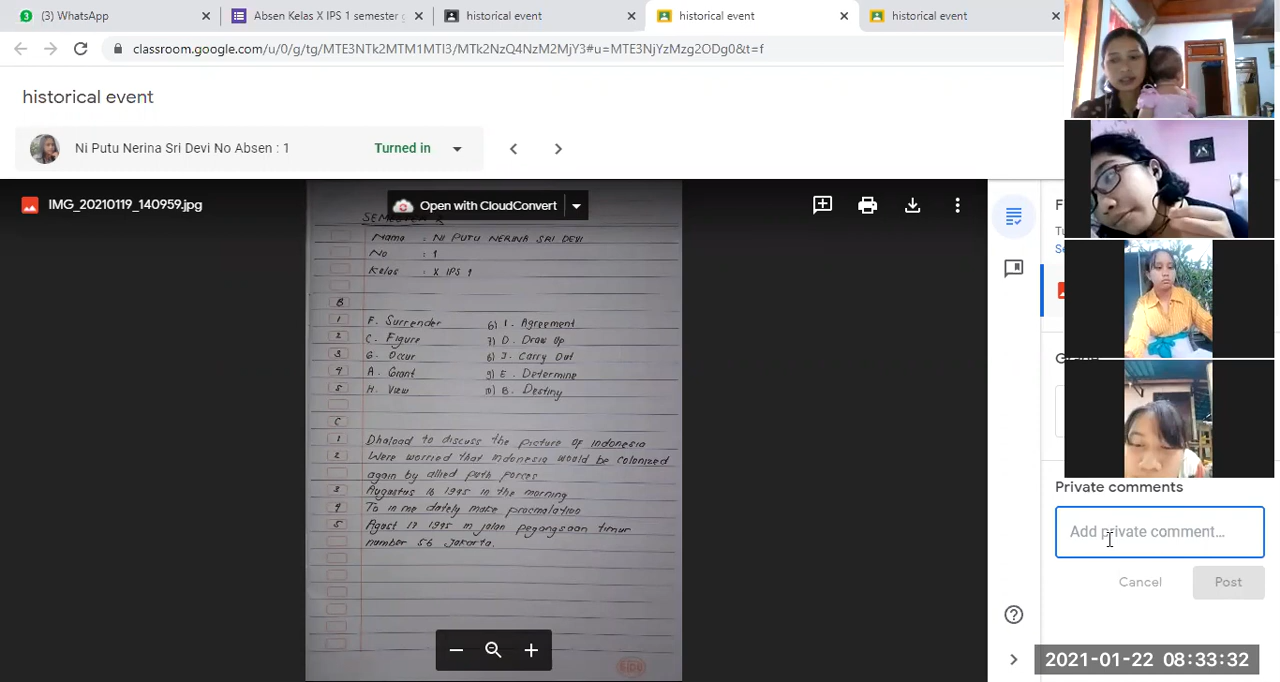 (3) WhatsApp
Absen Kelas X IPS 1 semester
historical event
historical event
historical event
classroom.google.com/u/0/g/tg/MTE3NTk2MTM1MTI3/MTk2NzQ4NzM2MjY3#u=MTE3NjYzMzg2ODg0&t=f
historical event
Ni Putu Nerina Sri Devi No Absen : 1
Turned in
IMG_20210119_140959.jpg
Open with CloudConvert
SEMESTER 2
Nama : NI PUTU NERINA SRI DEVI
No : 1
Kelas : X IPS 1
B
1 F. Surrender
2 C. Figure
3 G. Occur
4 A. Grant
5 H. View
6) I. Agreement
7) D. Draw Up
8) J. Carry Out
9) E. Determine
10) B. Destiny
C
1 Dhaload to discuss the picture of indonesia
2 Were worried that indonesia would be colonized
again by allied puth forces
3 Augustus 16 1945 in the morning
4 To in me dately make procmalation
5 Agust 17 1945 in jalan pegangsaan timur
number 56 Jakarta.
Private comments
Add private comment...
Cancel
Post
2021-01-22 08:33:32